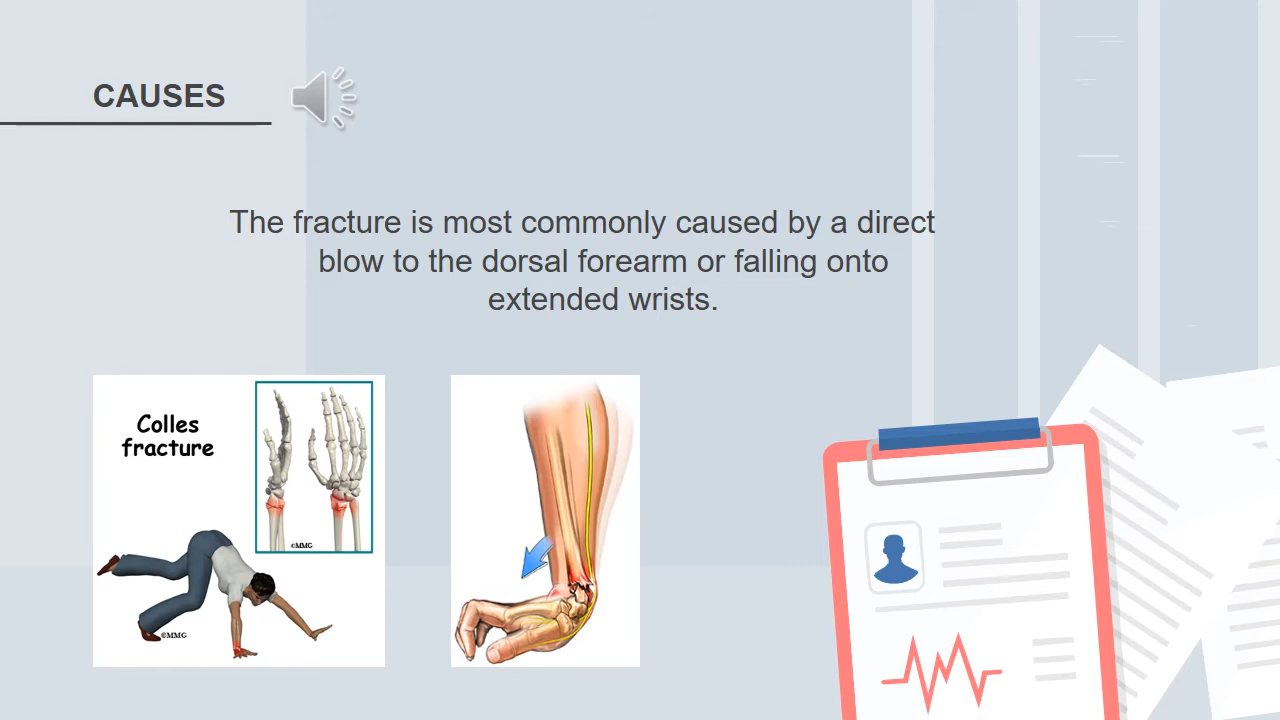 CAUSES
The fracture is most commonly caused by a direct
blow to the dorsal forearm or falling onto
extended wrists.
Colles
fracture
©MMG
©MMG